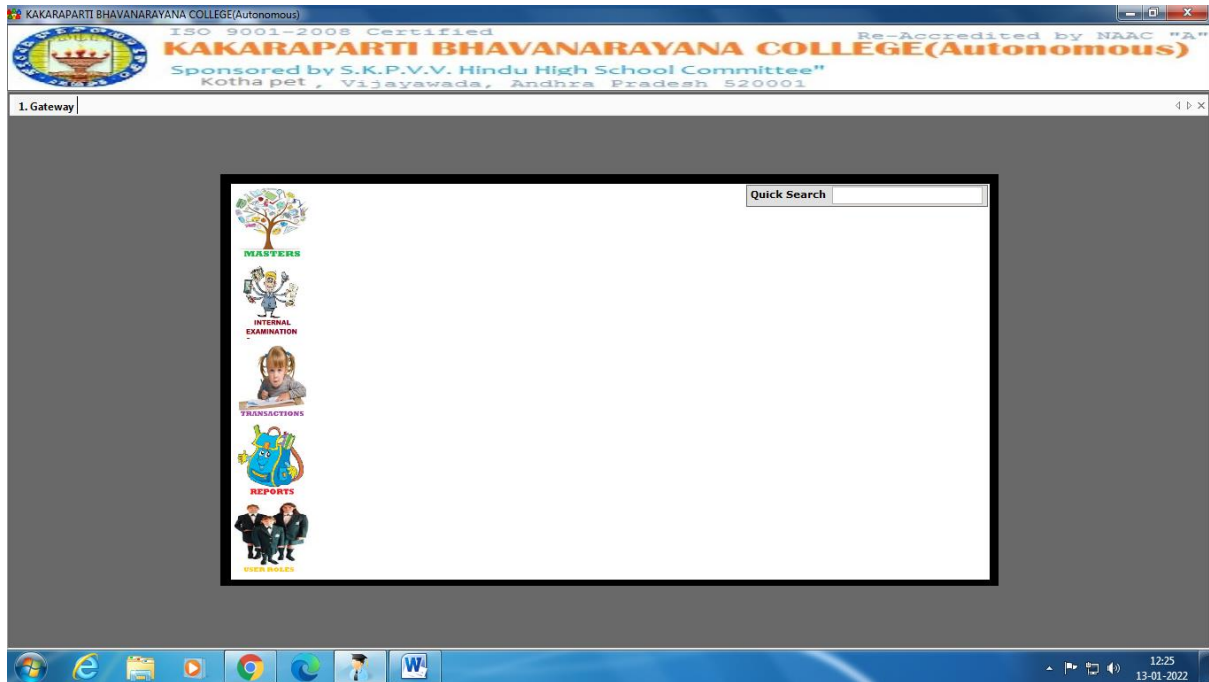 KAKARAPARTI BHAVANARAYANA COLLEGE(Autonomous)
ISO 9001-2008 Certified
Re-Accredited by NAAC "A"
KAKARAPARTI BHAVANARAYANA COLLEGE(Autonomous)
Sponsored by S.K.P.V.V. Hindu High School Committee"
Kothapet, Vijayawada, Andhra Pradesh 520001
1. Gateway
Quick Search
MASTERS
INTERNAL
EXAMINATION
TRANSACTIONS
REPORTS
USER ROLES
12:25
13-01-2022